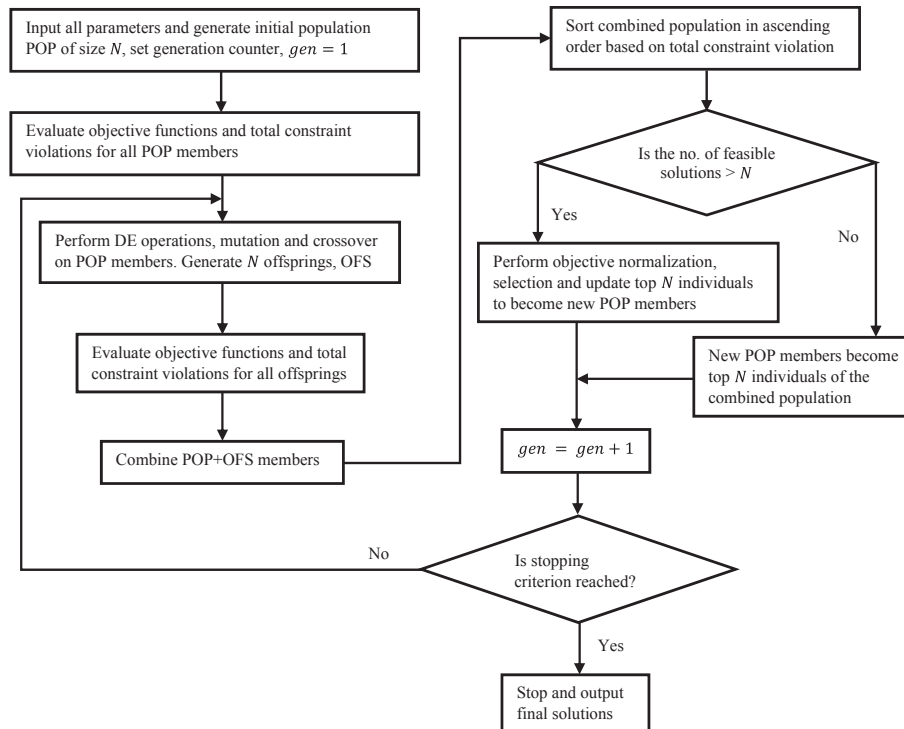 Input all parameters and generate initial population
POP of size N, set generation counter, gen = 1
Evaluate objective functions and total constraint
violations for all POP members
Perform DE operations, mutation and crossover
on POP members. Generate N offsprings, OFS
Evaluate objective functions and total
constraint violations for all offsprings
Combine POP+OFS members
Sort combined population in ascending
order based on total constraint violation
Is the no. of feasible
solutions > N
Yes
No
Perform objective normalization,
selection and update top N individuals
to become new POP members
New POP members become
top N individuals of the
combined population
gen = gen + 1
No
Is stopping
criterion reached?
Yes
Stop and output
final solutions